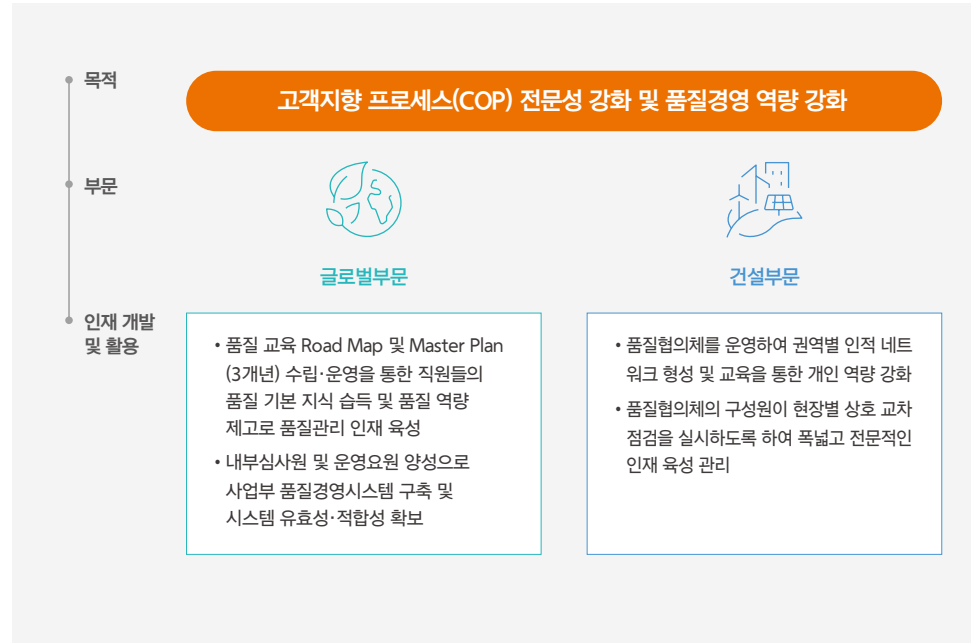 목적
고객지향 프로세스(COP) 전문성 강화 및 품질경영 역량 강화
부문
글로벌부문
건설부문
인재 개발
및 활용
• 품질 교육 Road Map 및 Master Plan
(3개년) 수립·운영을 통한 직원들의
품질 기본 지식 습득 및 품질 역량
제고로 품질관리 인재 육성
• 내부심사원 및 운영요원 양성으로
사업부 품질경영시스템 구축 및
시스템 유효성·적합성 확보
• 품질협의체를 운영하여 권역별 인적 네트
워크 형성 및 교육을 통한 개인 역량 강화
• 품질협의체의 구성원이 현장별 상호 교차
점검을 실시하도록 하여 폭넓고 전문적인
인재 육성 관리